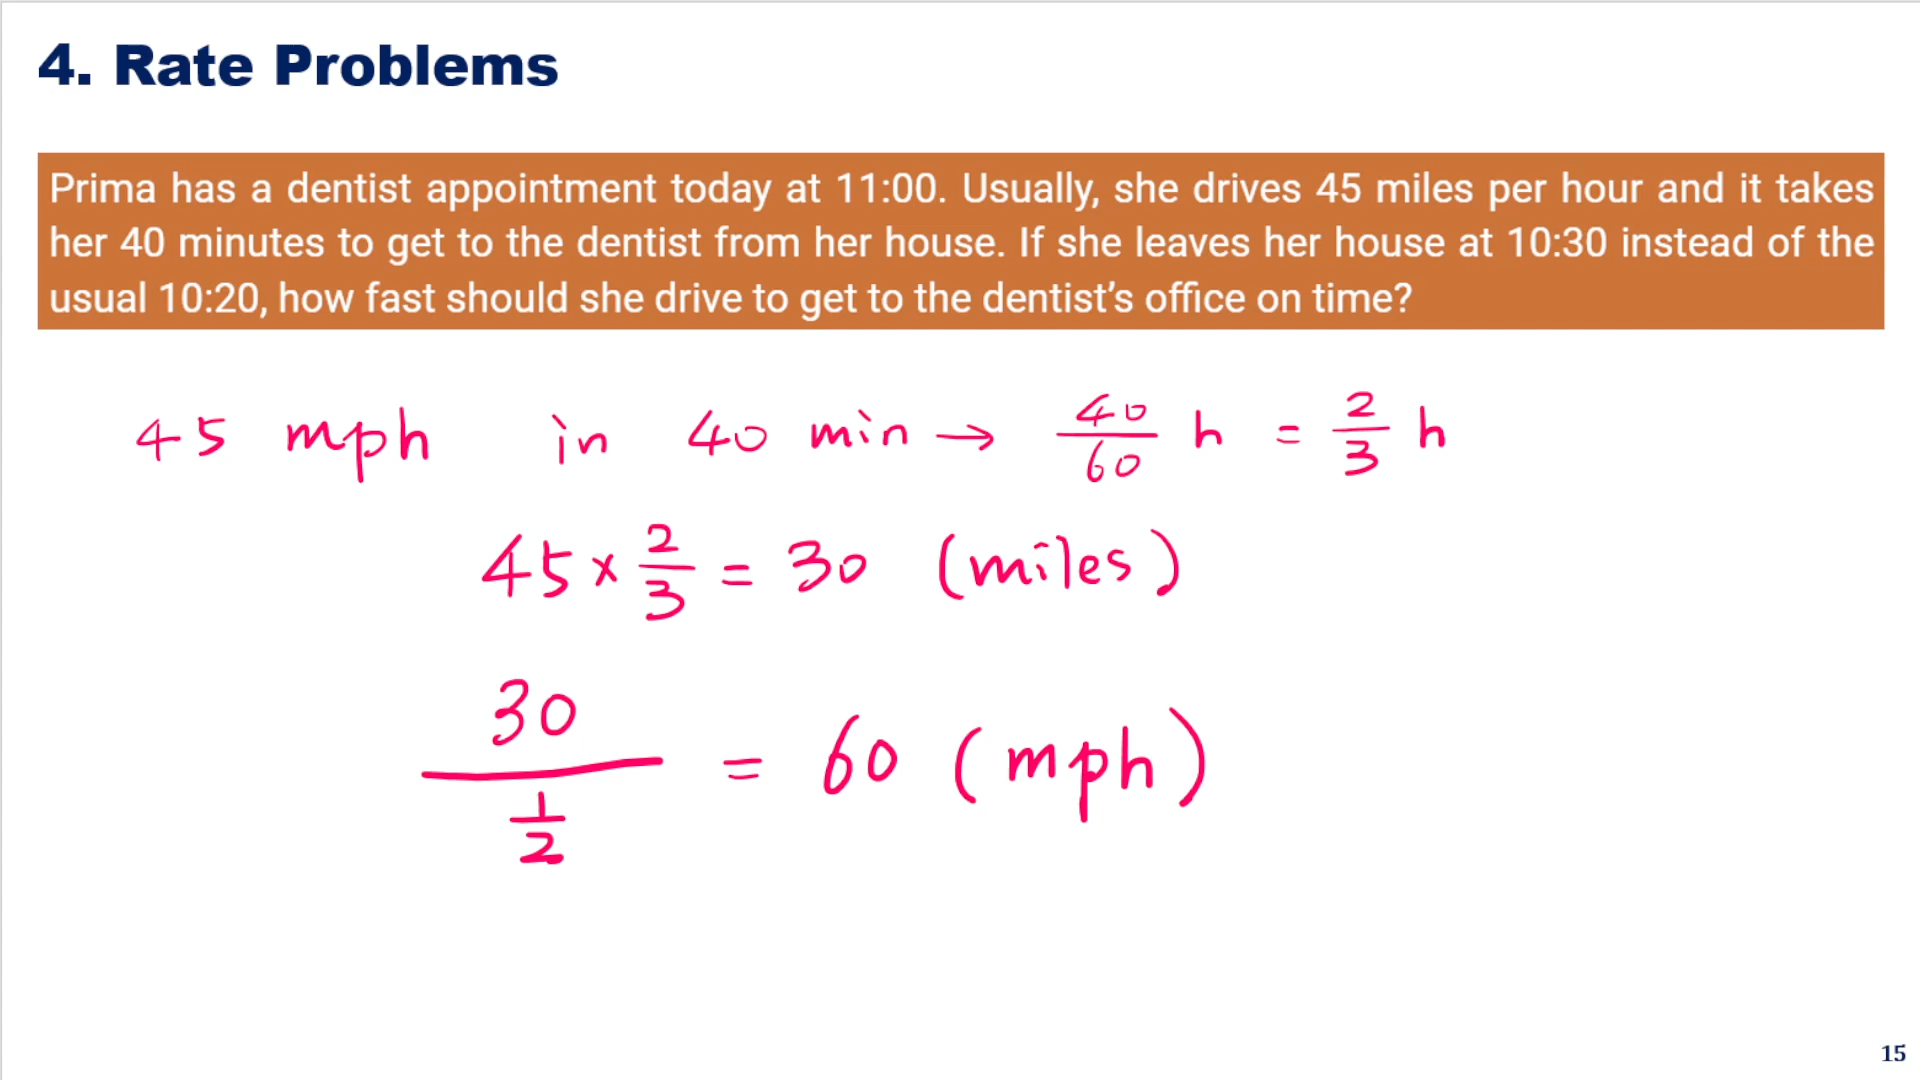 4. Rate Problems
Prima has a dentist appointment today at 11:00. Usually, she drives 45 miles per hour and it takes
her 40 minutes to get to the dentist from her house. If she leaves her house at 10:30 instead of the
usual 10:20, how fast should she drive to get to the dentist’s office on time?
45 mph in 40 min → 40/60 h = 2/3 h
45 × 2/3 = 30 (miles)
30/(1/2) = 60 (mph)
15